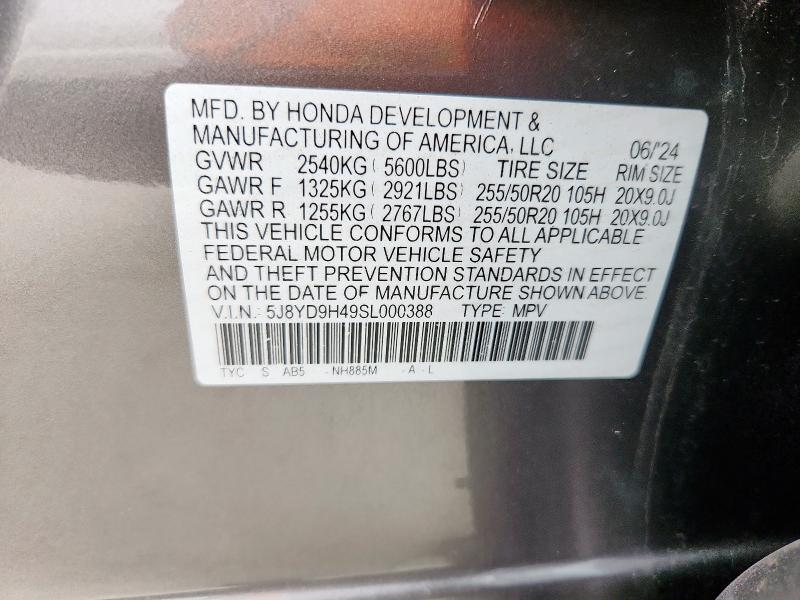 MFD. BY HONDA DEVELOPMENT &
MANUFACTURING OF AMERICA, LLC 06/'24
GVWR 2540KG ( 5600LBS) TIRE SIZE RIM SIZE
GAWR F 1325KG ( 2921LBS) 255/50R20 105H 20X9.0J
GAWR R 1255KG ( 2767LBS) 255/50R20 105H 20X9.0J
THIS VEHICLE CONFORMS TO ALL APPLICABLE
FEDERAL MOTOR VEHICLE SAFETY
AND THEFT PREVENTION STANDARDS IN EFFECT
ON THE DATE OF MANUFACTURE SHOWN ABOVE.
V.I.N.: 5J8YD9H49SL000388 TYPE: MPV
TYC S AB5 -NH885M -A -L